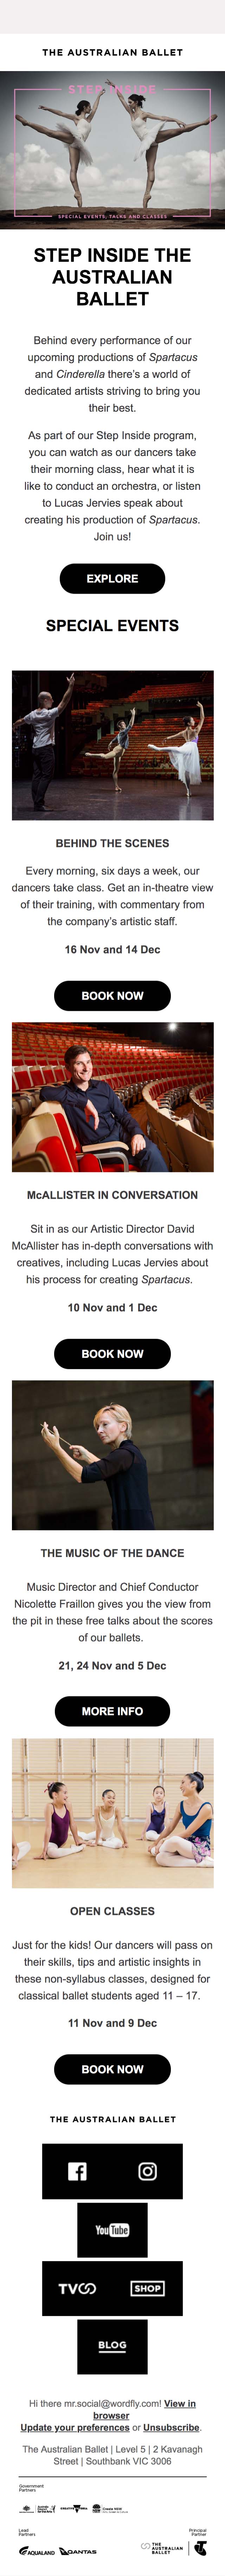 THE AUSTRALIAN BALLET
STEP INSIDE
SPECIAL EVENTS, TALKS AND CLASSES
STEP INSIDE THE
AUSTRALIAN
BALLET
Behind every performance of our
upcoming productions of Spartacus
and Cinderella there's a world of
dedicated artists striving to bring you
their best.
As part of our Step Inside program,
you can watch as our dancers take
their morning class, hear what it is
like to conduct an orchestra, or listen
to Lucas Jervies speak about
creating his production of Spartacus.
Join us!
EXPLORE
SPECIAL EVENTS
BEHIND THE SCENES
Every morning, six days a week, our
dancers take class. Get an in-theatre view
of their training, with commentary from
the company's artistic staff.
16 Nov and 14 Dec
BOOK NOW
McALLISTER IN CONVERSATION
Sit in as our Artistic Director David
McAllister has in-depth conversations with
creatives, including Lucas Jervies about
his process for creating Spartacus.
10 Nov and 1 Dec
BOOK NOW
THE MUSIC OF THE DANCE
Music Director and Chief Conductor
Nicolette Fraillon gives you the view from
the pit in these free talks about the scores
of our ballets.
21, 24 Nov and 5 Dec
MORE INFO
OPEN CLASSES
Just for the kids! Our dancers will pass on
their skills, tips and artistic insights in
these non-syllabus classes, designed for
classical ballet students aged 11 – 17.
11 Nov and 9 Dec
BOOK NOW
THE AUSTRALIAN BALLET
YouTube
TV
SHOP
BLOG
Hi there mr.social@wordfly.com! View in
browser
Update your preferences or Unsubscribe.
The Australian Ballet | Level 5 | 2 Kavanagh
Street | Southbank VIC 3006
Government
Partners
Lead
Partners
Principal
Partner
AQUALAND
QANTAS
THE
AUSTRALIAN
BALLET